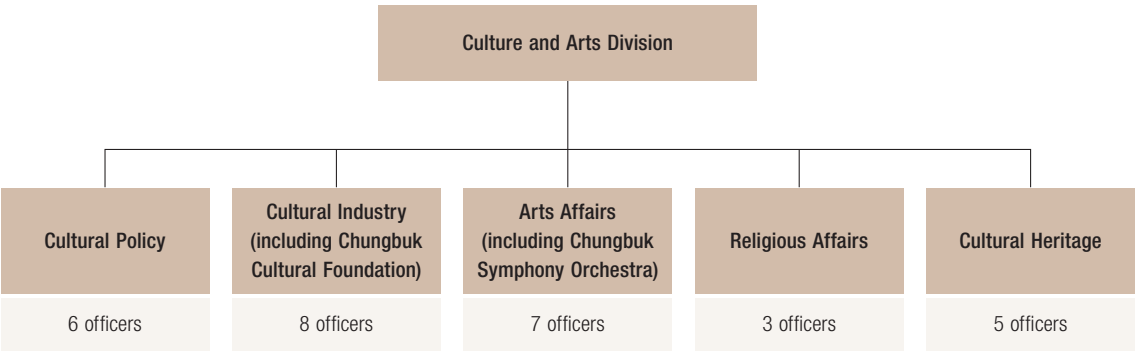 Culture and Arts Division
Cultural Policy
Cultural Industry
(including Chungbuk
Cultural Foundation)
Arts Affairs
(including Chungbuk
Symphony Orchestra)
Religious Affairs
Cultural Heritage
6 officers
8 officers
7 officers
3 officers
5 officers